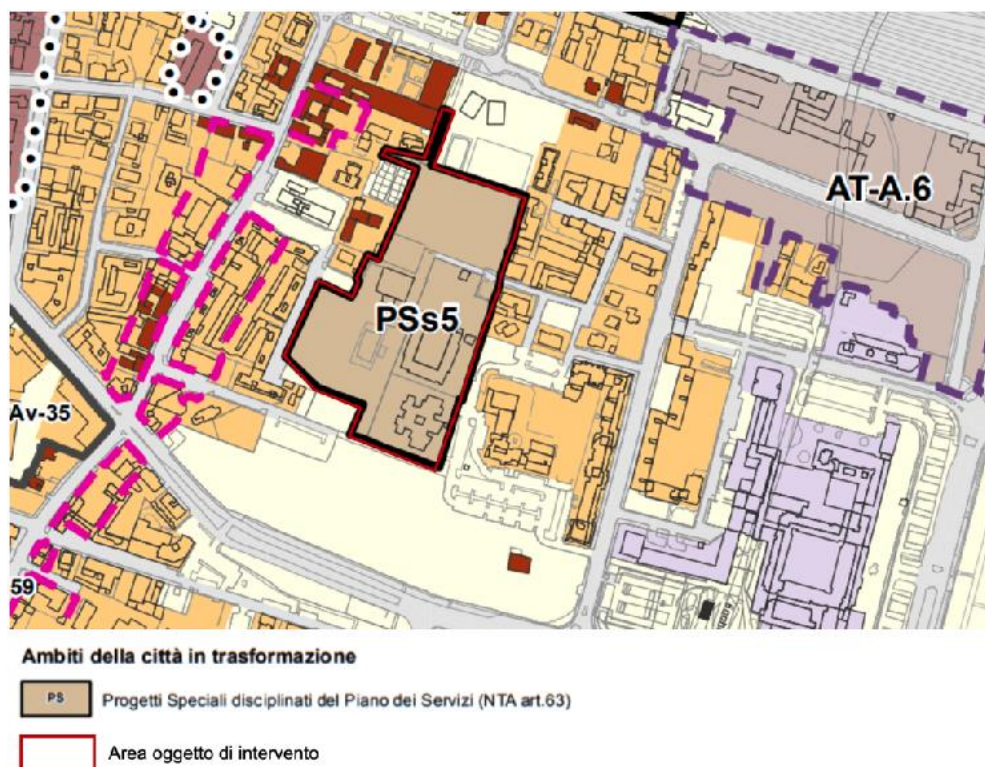 AT-A.6
PSs5
Av-35
59
Ambiti della città in trasformazione
PS
Progetti Speciali disciplinati del Piano dei Servizi (NTA art.63)
Area oggetto di intervento